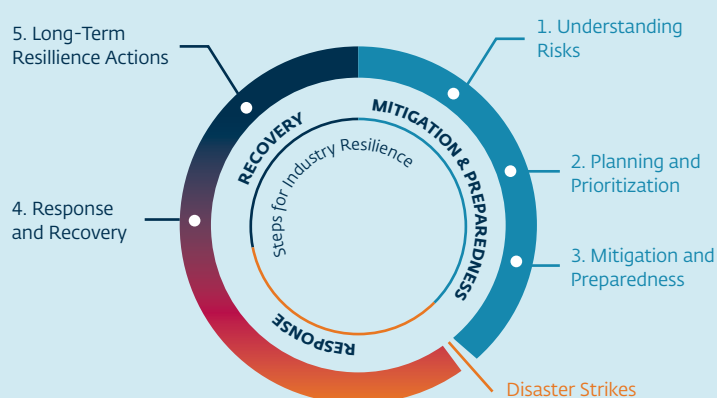 5. Long-Term
Resillience Actions
1. Understanding
Risks
RECOVERY
MITIGATION & PREPAREDNESS
Steps for Industry Resilience
2. Planning and
Prioritization
4. Response
and Recovery
3. Mitigation and
Preparedness
RESPONSE
Disaster Strikes